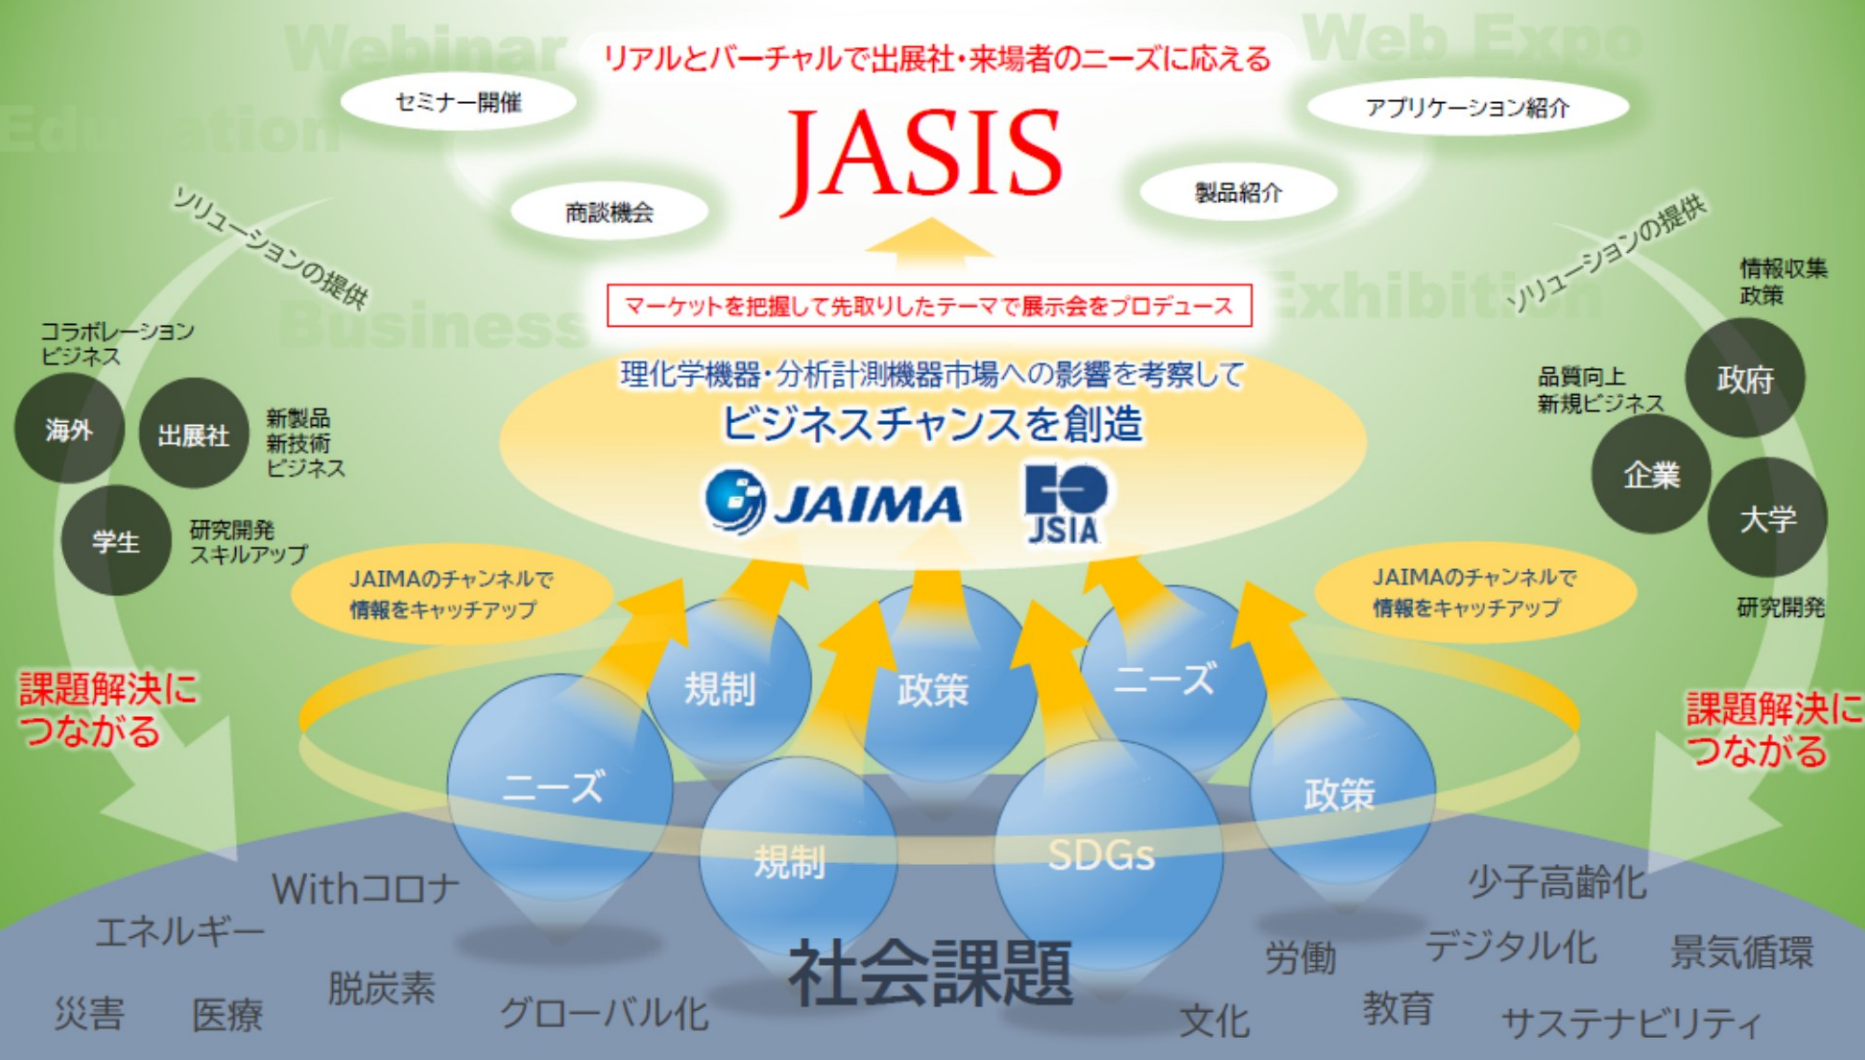 Webinar
Web Expo
リアルとバーチャルで出展社・来場者のニーズに応える
セミナー開催
アプリケーション紹介
Education
JASIS
商談機会
製品紹介
ソリューションの提供
ソリューションの提供
Business
Exhibition
マーケットを把握して先取りしたテーマで展示会をプロデュース
情報収集
政策
コラボレーション
ビジネス
理化学機器・分析計測機器市場への影響を考察して
ビジネスチャンスを創造
品質向上
新規ビジネス
政府
海外
出展社
新製品
新技術
ビジネス
企業
JAIMA
JSIA
大学
学生
研究開発
スキルアップ
JAIMAのチャンネルで
情報をキャッチアップ
JAIMAのチャンネルで
情報をキャッチアップ
研究開発
課題解決に
つながる
規制
政策
ニーズ
課題解決に
つながる
ニーズ
政策
規制
SDGs
Withコロナ
少子高齢化
エネルギー
社会課題
労働
デジタル化
景気循環
脱炭素
災害
医療
グローバル化
文化
教育
サステナビリティ